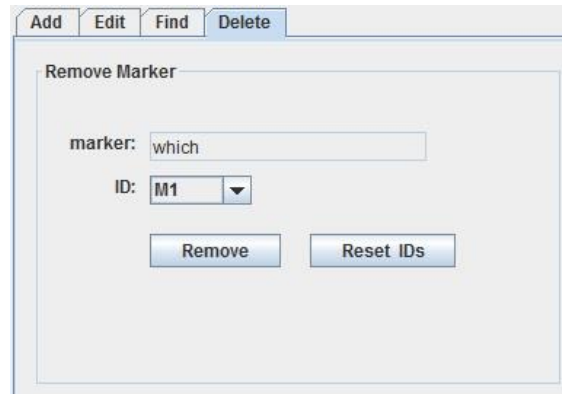 Add Edit Find Delete
Remove Marker
marker: which
ID: M1
Remove Reset IDs